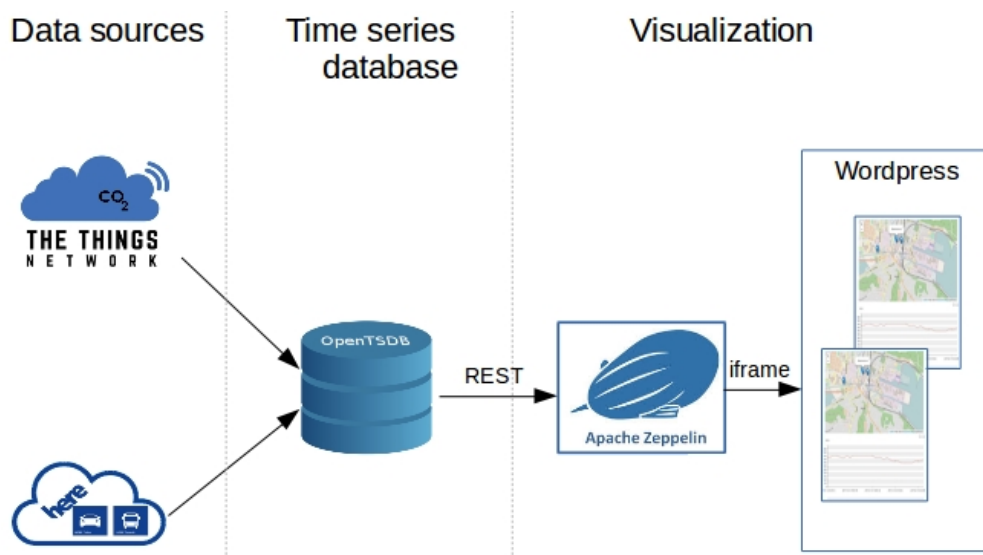 Data sources
Time series
database
Visualization
CO2
THE THINGS
NETWORK
OpenTSDB
REST
Apache Zeppelin
iframe
Wordpress
here